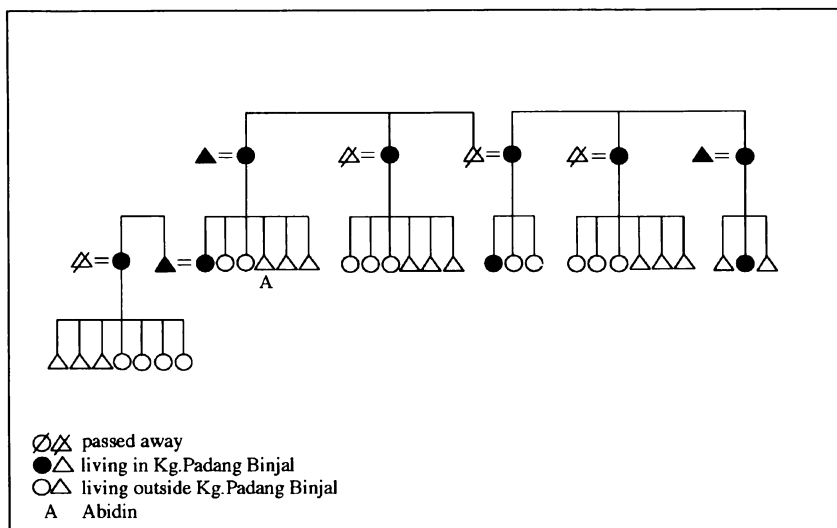 A
passed away
living in Kg.Padang Binjal
living outside Kg.Padang Binjal
A Abidin